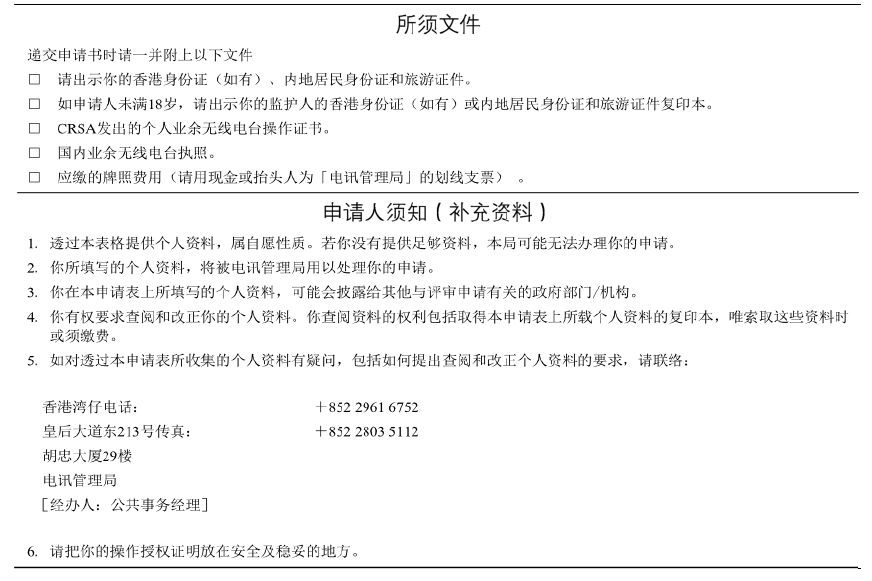 所须文件
递交申请书时请一并附上以下文件
□ 请出示你的香港身份证（如有）、内地居民身份证和旅游证件。
□ 如申请人未满18岁，请出示你的监护人的香港身份证（如有）或内地居民身份证和旅游证件复印本。
□ CRSA发出的个人业余无线电台操作证书。
□ 国内业余无线电台执照。
□ 应缴的牌照费用（请用现金或抬头人为「电讯管理局」的划线支票）。
申请人须知（补充资料）
1. 透过本表格提供个人资料，属自愿性质。若你没有提供足够资料，本局可能无法办理你的申请。
2. 你所填写的个人资料，将被电讯管理局用以处理你的申请。
3. 你在本申请表上所填写的个人资料，可能会披露给其他与评审申请有关的政府部门/机构。
4. 你有权要求查阅和改正你的个人资料。你查阅资料的权利包括取得本申请表上所载个人资料的复印本，唯索取这些资料时
或须缴费。
5. 如对透过本申请表所收集的个人资料有疑问，包括如何提出查阅和改正个人资料的要求，请联络：
香港湾仔电话： +852 2961 6752
皇后大道东213号传真： +852 2803 5112
胡忠大厦29楼
电讯管理局
［经办人：公共事务经理］
6. 请把你的操作授权证明放在安全及稳妥的地方。